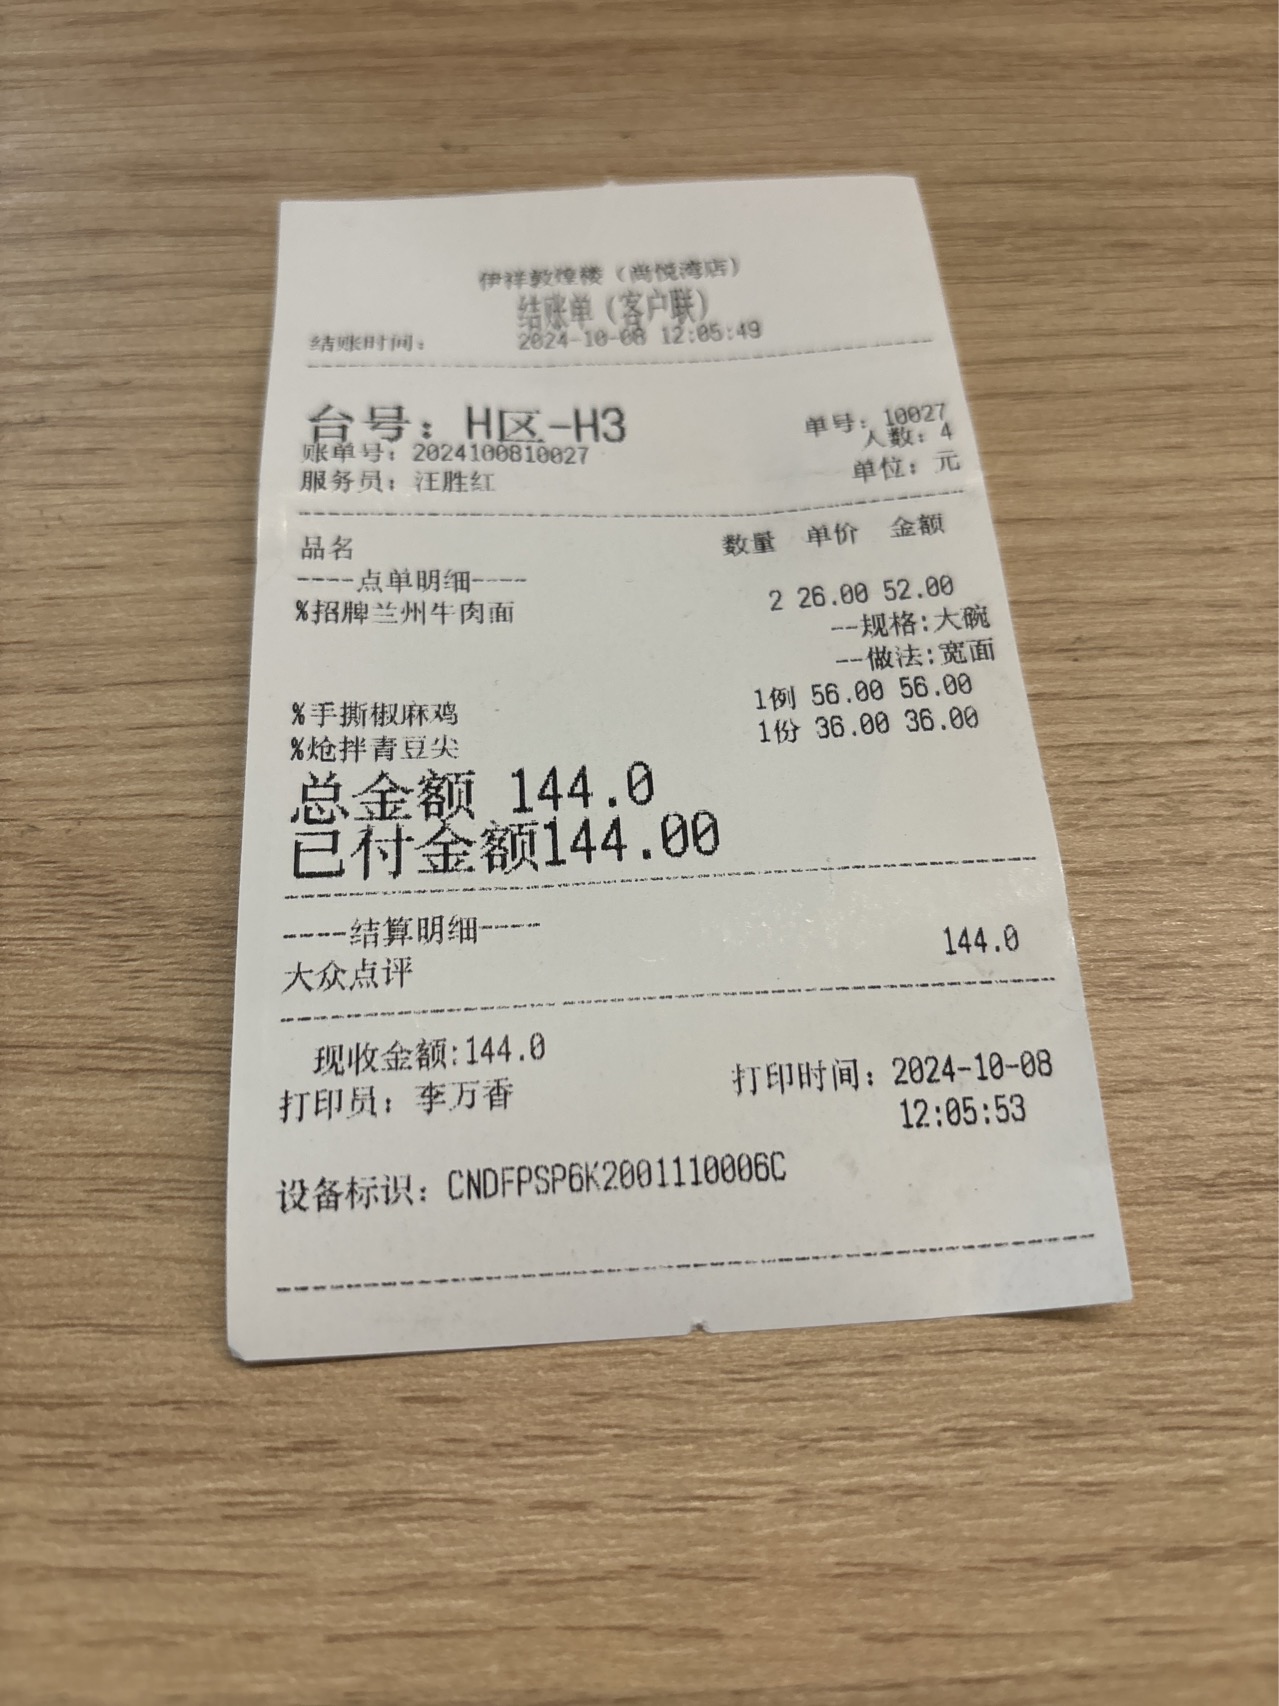 伊祥敦煌楼（尚悦湾店）
结账单（客户联）
结账时间： 2024-10-08 12:05:49
台号：H区-H3 单号：10027
人数：4
账单号：2024100810027
服务员：汪胜红 单位：元
品名 数量 单价 金额
----点单明细----
%招牌兰州牛肉面 2 26.00 52.00
--规格:大碗
--做法:宽面
%手撕椒麻鸡 1例 56.00 56.00
%炝拌青豆尖 1份 36.00 36.00
总金额 144.0
已付金额144.00
----结算明细----
大众点评 144.0
现收金额:144.0
打印员：李万香 打印时间：2024-10-08
12:05:53
设备标识：CNDFPSP6K2001110006C